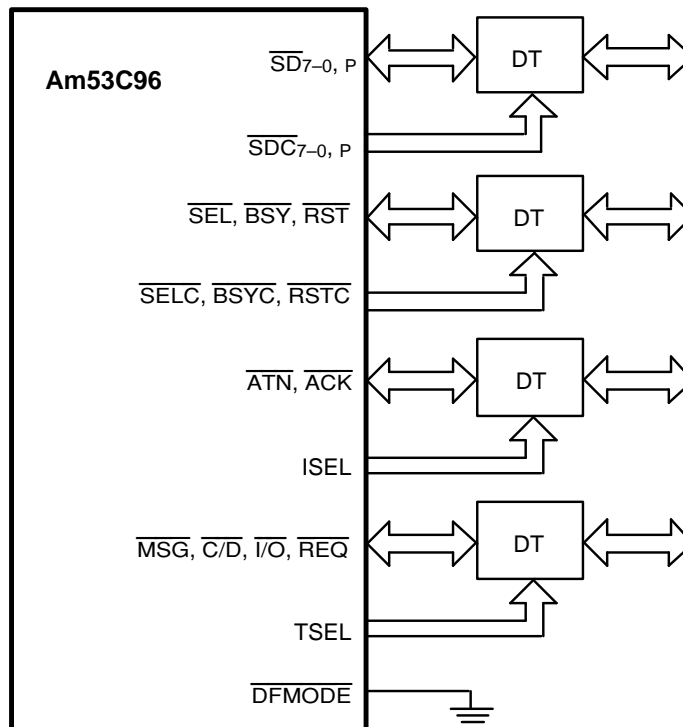 Am53C96
SD7–0, P
DT
SDC7–0, P
SEL, BSY, RST
DT
SELC, BSYC, RSTC
ATN, ACK
DT
ISEL
MSG, C/D, I/O, REQ
DT
TSEL
DFMODE